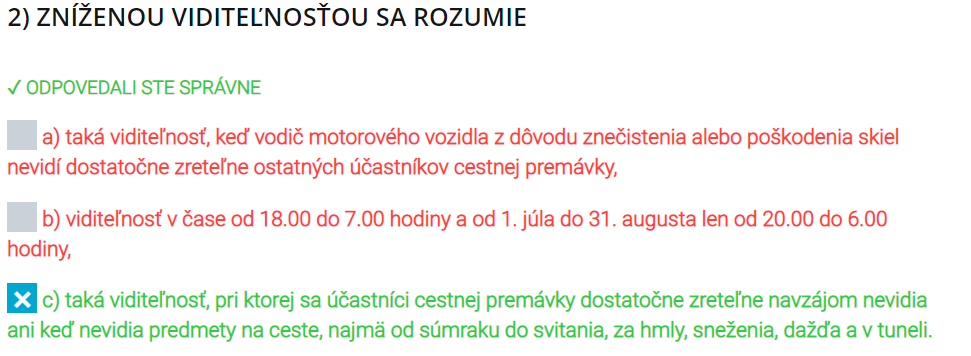 2) ZNÍŽENOU VIDITEĽNOSŤOU SA ROZUMIE
✓ ODPOVEDALI STE SPRÁVNE
a) taká viditeľnosť, keď vodič motorového vozidla z dôvodu znečistenia alebo poškodenia skiel
nevidí dostatočne zreteľne ostatných účastníkov cestnej premávky,
b) viditeľnosť v čase od 18.00 do 7.00 hodiny a od 1. júla do 31. augusta len od 20.00 do 6.00
hodiny,
c) taká viditeľnosť, pri ktorej sa účastníci cestnej premávky dostatočne zreteľne navzájom nevidia
ani keď nevidia predmety na ceste, najmä od súmraku do svitania, za hmly, sneženia, dažďa a v tuneli.